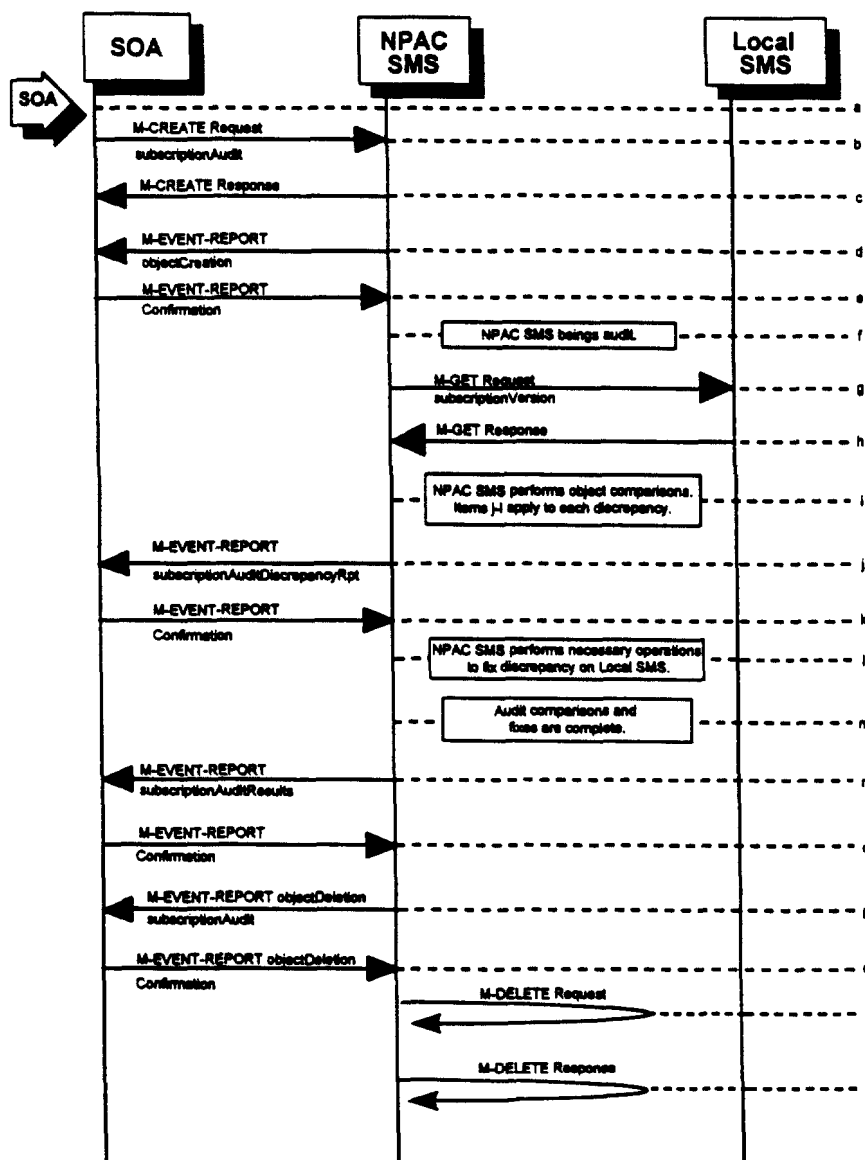 SOA
NPAC
SMS
Local
SMS
SOA
a
M-CREATE Request
subscriptionAudit
b
M-CREATE Response
c
M-EVENT-REPORT
objectCreation
d
M-EVENT-REPORT
Confirmation
e
NPAC SMS beings audit.
f
M-GET Request
subscriptionVersion
g
M-GET Response
h
NPAC SMS performs object comparisons.
Items j-l apply to each discrepancy.
i
M-EVENT-REPORT
subscriptionAuditDiscrepancyRpt
j
M-EVENT-REPORT
Confirmation
k
NPAC SMS performs necessary operations
to fix discrepancy on Local SMS.
Audit comparisons and
fixes are complete.
M-EVENT-REPORT
subscriptionAuditResults
M-EVENT-REPORT
Confirmation
M-EVENT-REPORT objectDeletion
subscriptionAudit
M-EVENT-REPORT objectDeletion
Confirmation
M-DELETE Request
M-DELETE Response